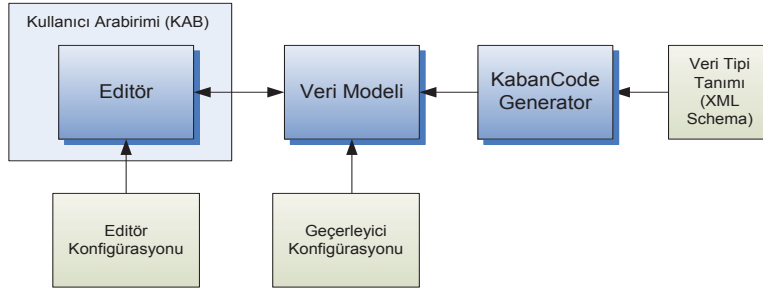 Kullanıcı Arabirimi (KAB)
Editör
Veri Modeli
KabanCode
Generator
Veri Tipi
Tanımı
(XML
Schema)
Editör
Konfigürasyonu
Geçerleyici
Konfigürasyonu